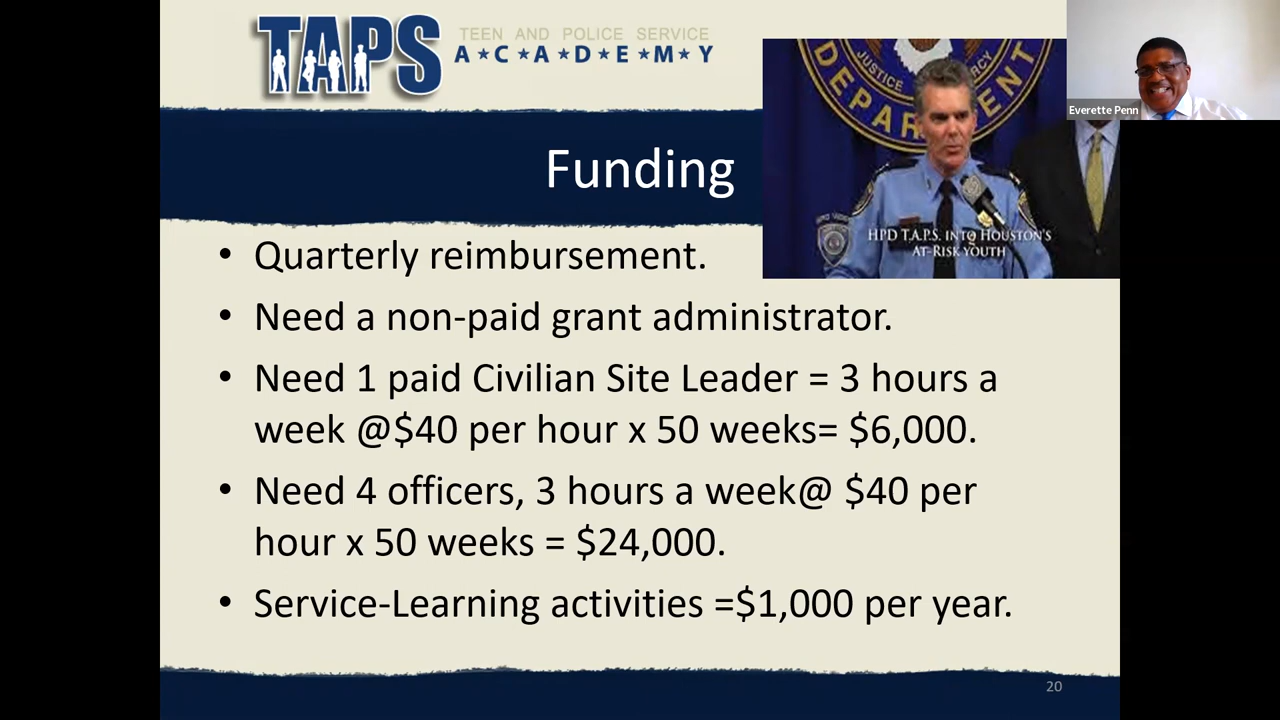 TAPS
TEEN AND POLICE SERVICE
A★C★A★D★E★M★Y
Everette Penn
JUSTICE
DEPARTMENT
HPD T.A.P.S. INTO HOUSTON'S
AT-RISK YOUTH
Funding
• Quarterly reimbursement.
• Need a non-paid grant administrator.
• Need 1 paid Civilian Site Leader = 3 hours a
week @$40 per hour x 50 weeks= $6,000.
• Need 4 officers, 3 hours a week@ $40 per
hour x 50 weeks = $24,000.
• Service-Learning activities =$1,000 per year.
20